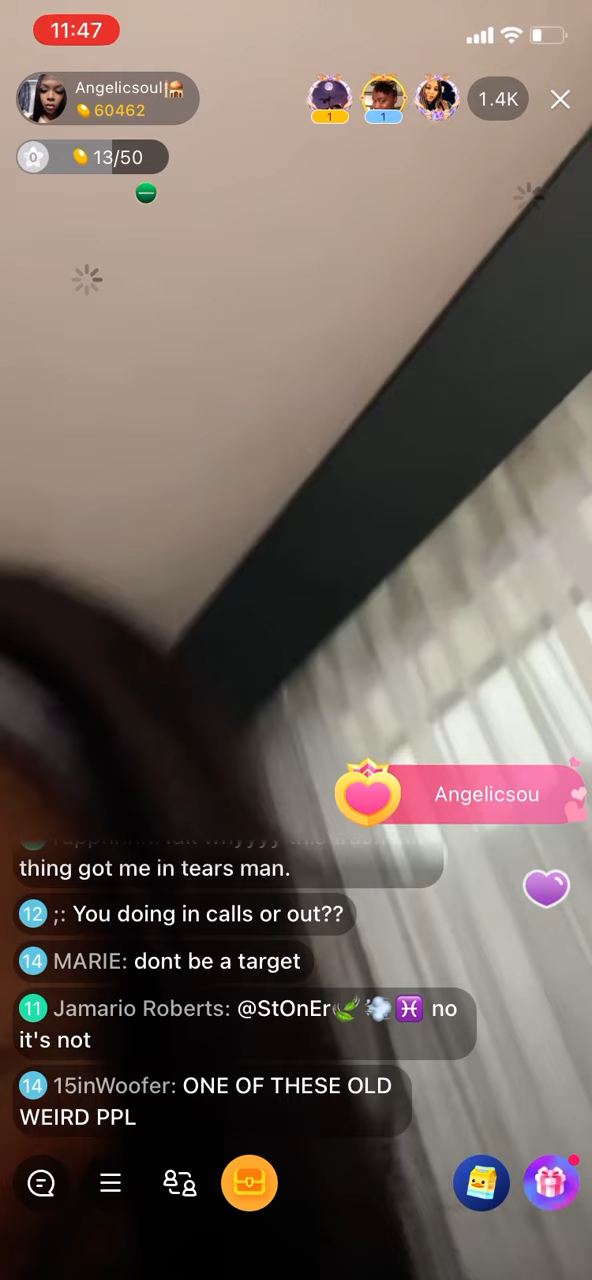 11:47
Angelicsoul
60462
1
1
1.4K
0
13/50
Angelicsou
thing got me in tears man.
12 ;: You doing in calls or out??
14 MARIE: dont be a target
11 Jamario Roberts: @StOnEr🌿💨♓ no
it's not
14 15inWoofer: ONE OF THESE OLD
WEIRD PPL